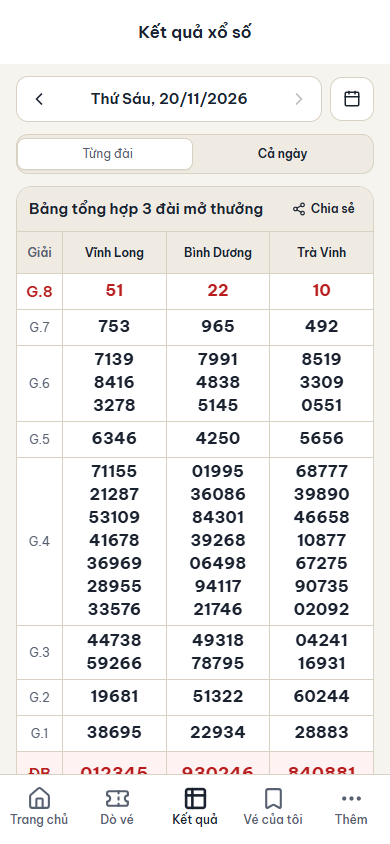 Kết quả xổ số
Thứ Sáu, 20/11/2026
Từng đài Cả ngày
Bảng tổng hợp 3 đài mở thưởng Chia sẻ
Giải Vĩnh Long Bình Dương Trà Vinh
G.8 51 22 10
G.7 753 965 492
7139 7991 8519
G.6 8416 4838 3309
3278 5145 0551
G.5 6346 4250 5656
71155 01995 68777
21287 36086 39890
53109 84301 46658
G.4 41678 39268 10877
36969 06498 67275
28955 94117 90735
33576 21746 02092
G.3 44738 49318 04241
59266 78795 16931
G.2 19681 51322 60244
G.1 38695 22934 28883
ĐB 012345 930246 840881
Trang chủ Dò vé Kết quả Vé của tôi Thêm